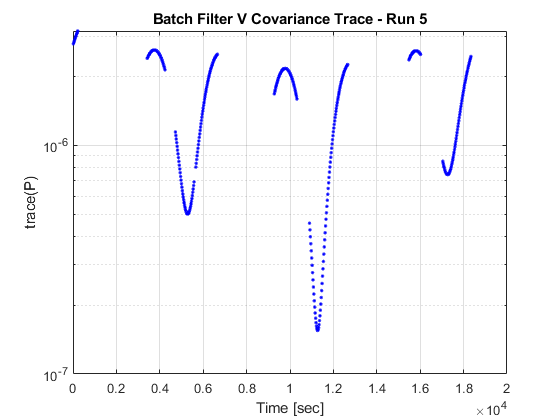 Batch Filter V Covariance Trace - Run 5
trace(P)
10^-6
10^-7
0 0.2 0.4 0.6 0.8 1 1.2 1.4 1.6 1.8 2
×10^4
Time [sec]